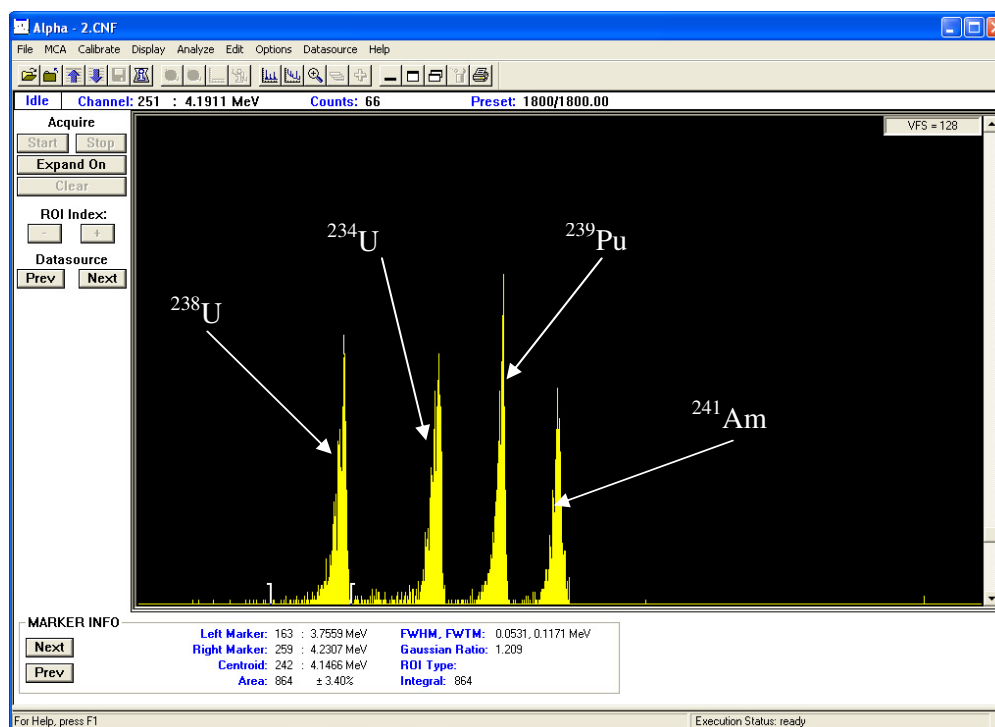 Alpha - 2.CNF
File MCA Calibrate Display Analyze Edit Options Datasource Help
Idle Channel: 251 : 4.1911 MeV Counts: 66 Preset: 1800/1800.00
Acquire
Start Stop
Expand On
Clear
ROI Index:
- +
Datasource
Prev Next
VFS = 128
²³⁴U
²³⁹Pu
²³⁸U
²⁴¹Am
MARKER INFO
Next
Prev
Left Marker: 163 : 3.7559 MeV FWHM, FWTM: 0.0531, 0.1171 MeV
Right Marker: 259 : 4.2307 MeV Gaussian Ratio: 1.209
Centroid: 242 : 4.1466 MeV ROI Type:
Area: 864 ± 3.40% Integral: 864
For Help, press F1 Execution Status: ready